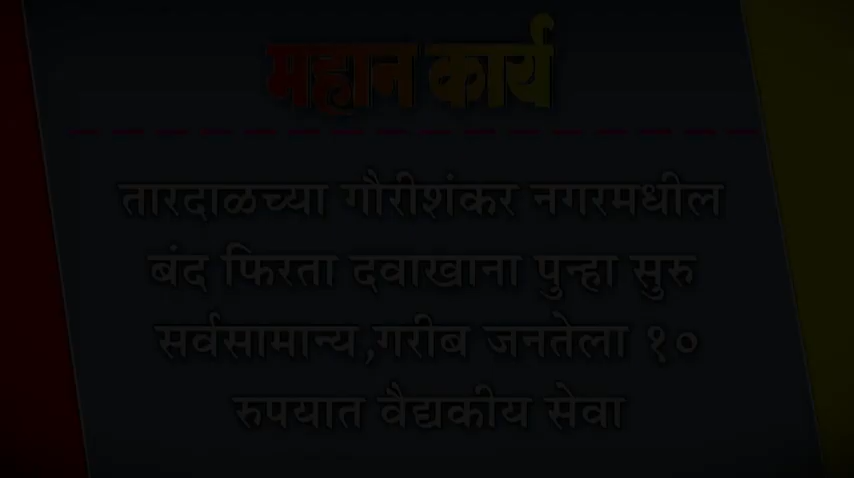 महान कार्य
तारदाळच्या गौरीशंकर नगरमधील
बंद फिरता दवाखाना पुन्हा सुरु
सर्वसामान्य,गरीब जनतेला १०
रुपयात वैद्यकीय सेवा